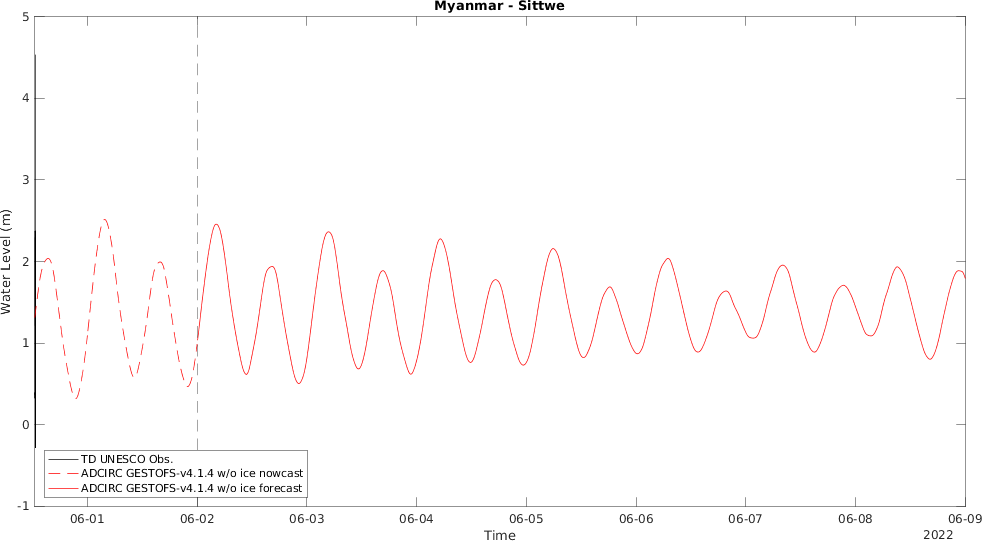 Myanmar - Sittwe
5
4
3
2
1
0
-1
Water Level (m)
TD UNESCO Obs.
ADCIRC GESTOFS-v4.1.4 w/o ice nowcast
ADCIRC GESTOFS-v4.1.4 w/o ice forecast
06-01 06-02 06-03 06-04 06-05 06-06 06-07 06-08 06-09
Time
2022